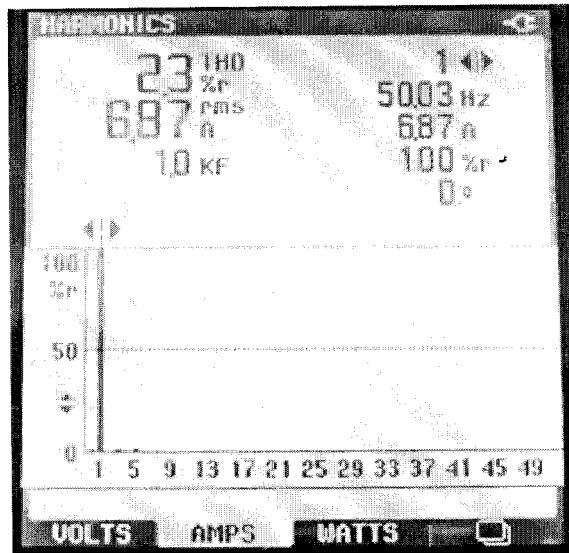 HARMONICS
2,3 THD %r
6,87 rms A
1,0 KF
1
50,03 Hz
6,87 A
100 %r
0,°
100
%r
50
0
1 5 9 13 17 21 25 29 33 37 41 45 49
VOLTS AMPS WATTS